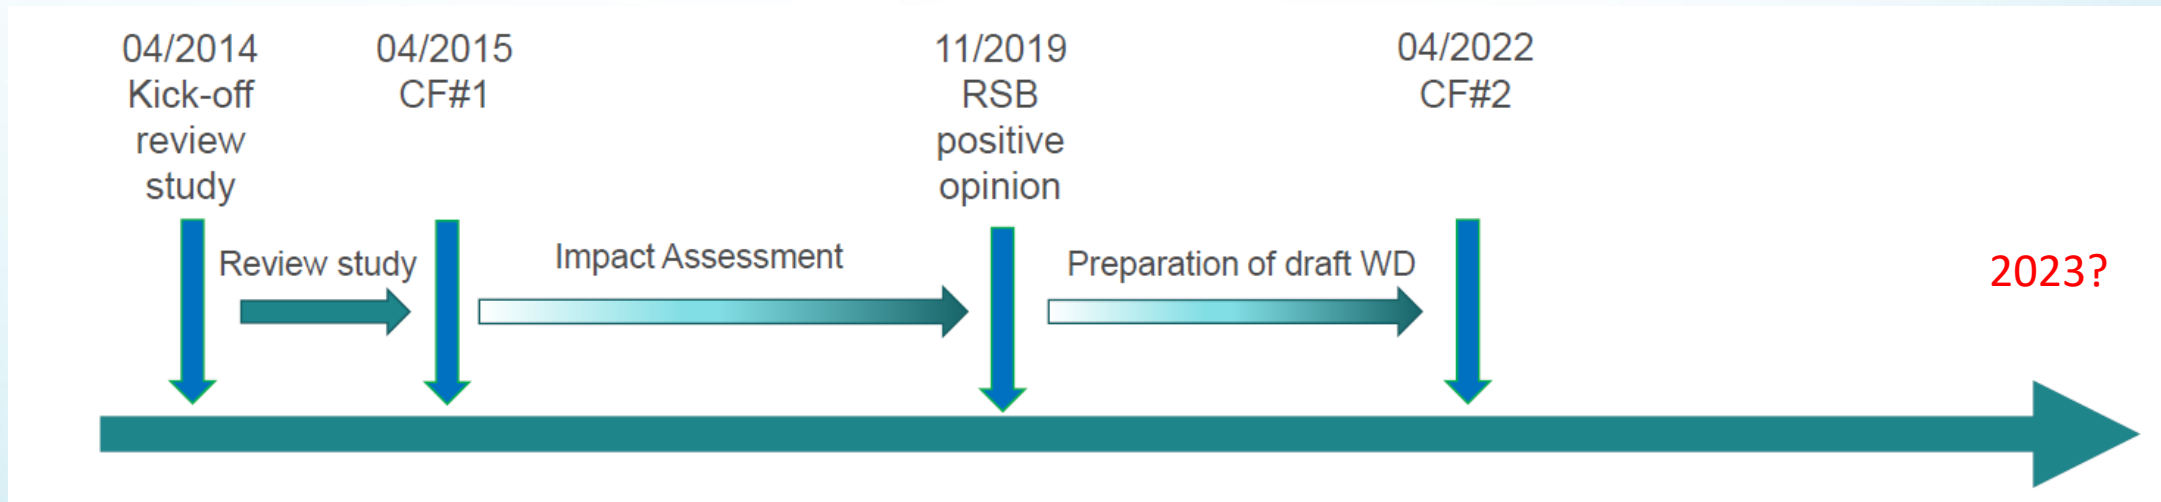 04/2014
Kick-off
review
study
04/2015
CF#1
11/2019
RSB
positive
opinion
04/2022
CF#2
Review study
Impact Assessment
Preparation of draft WD
2023?